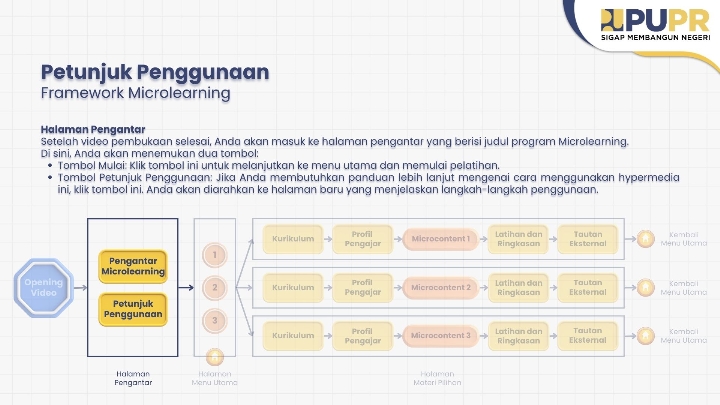 PUPR
SIGAP MEMBANGUN NEGERI
Petunjuk Penggunaan
Framework Microlearning
Halaman Pengantar
Setelah video pembukaan selesai, Anda akan masuk ke halaman pengantar yang berisi judul program Microlearning.
Di sini, Anda akan menemukan dua tombol:
• Tombol Mulai: Klik tombol ini untuk melanjutkan ke menu utama dan memulai pelatihan.
• Tombol Petunjuk Penggunaan: Jika Anda membutuhkan panduan lebih lanjut mengenai cara menggunakan hypermedia
ini, klik tombol ini. Anda akan diarahkan ke halaman baru yang menjelaskan langkah-langkah penggunaan.
Opening
Video
Pengantar
Microlearning
Petunjuk
Penggunaan
Halaman
Pengantar
1
2
3
Halaman
Menu Utama
Kurikulum
Profil
Pengajar
Microcontent 1
Latihan dan
Ringkasan
Tautan
Eksternal
Kembali
Menu Utama
Kurikulum
Profil
Pengajar
Microcontent 2
Latihan dan
Ringkasan
Tautan
Eksternal
Kembali
Menu Utama
Kurikulum
Profil
Pengajar
Microcontent 3
Latihan dan
Ringkasan
Tautan
Eksternal
Kembali
Menu Utama
Halaman
Materi Pilihan